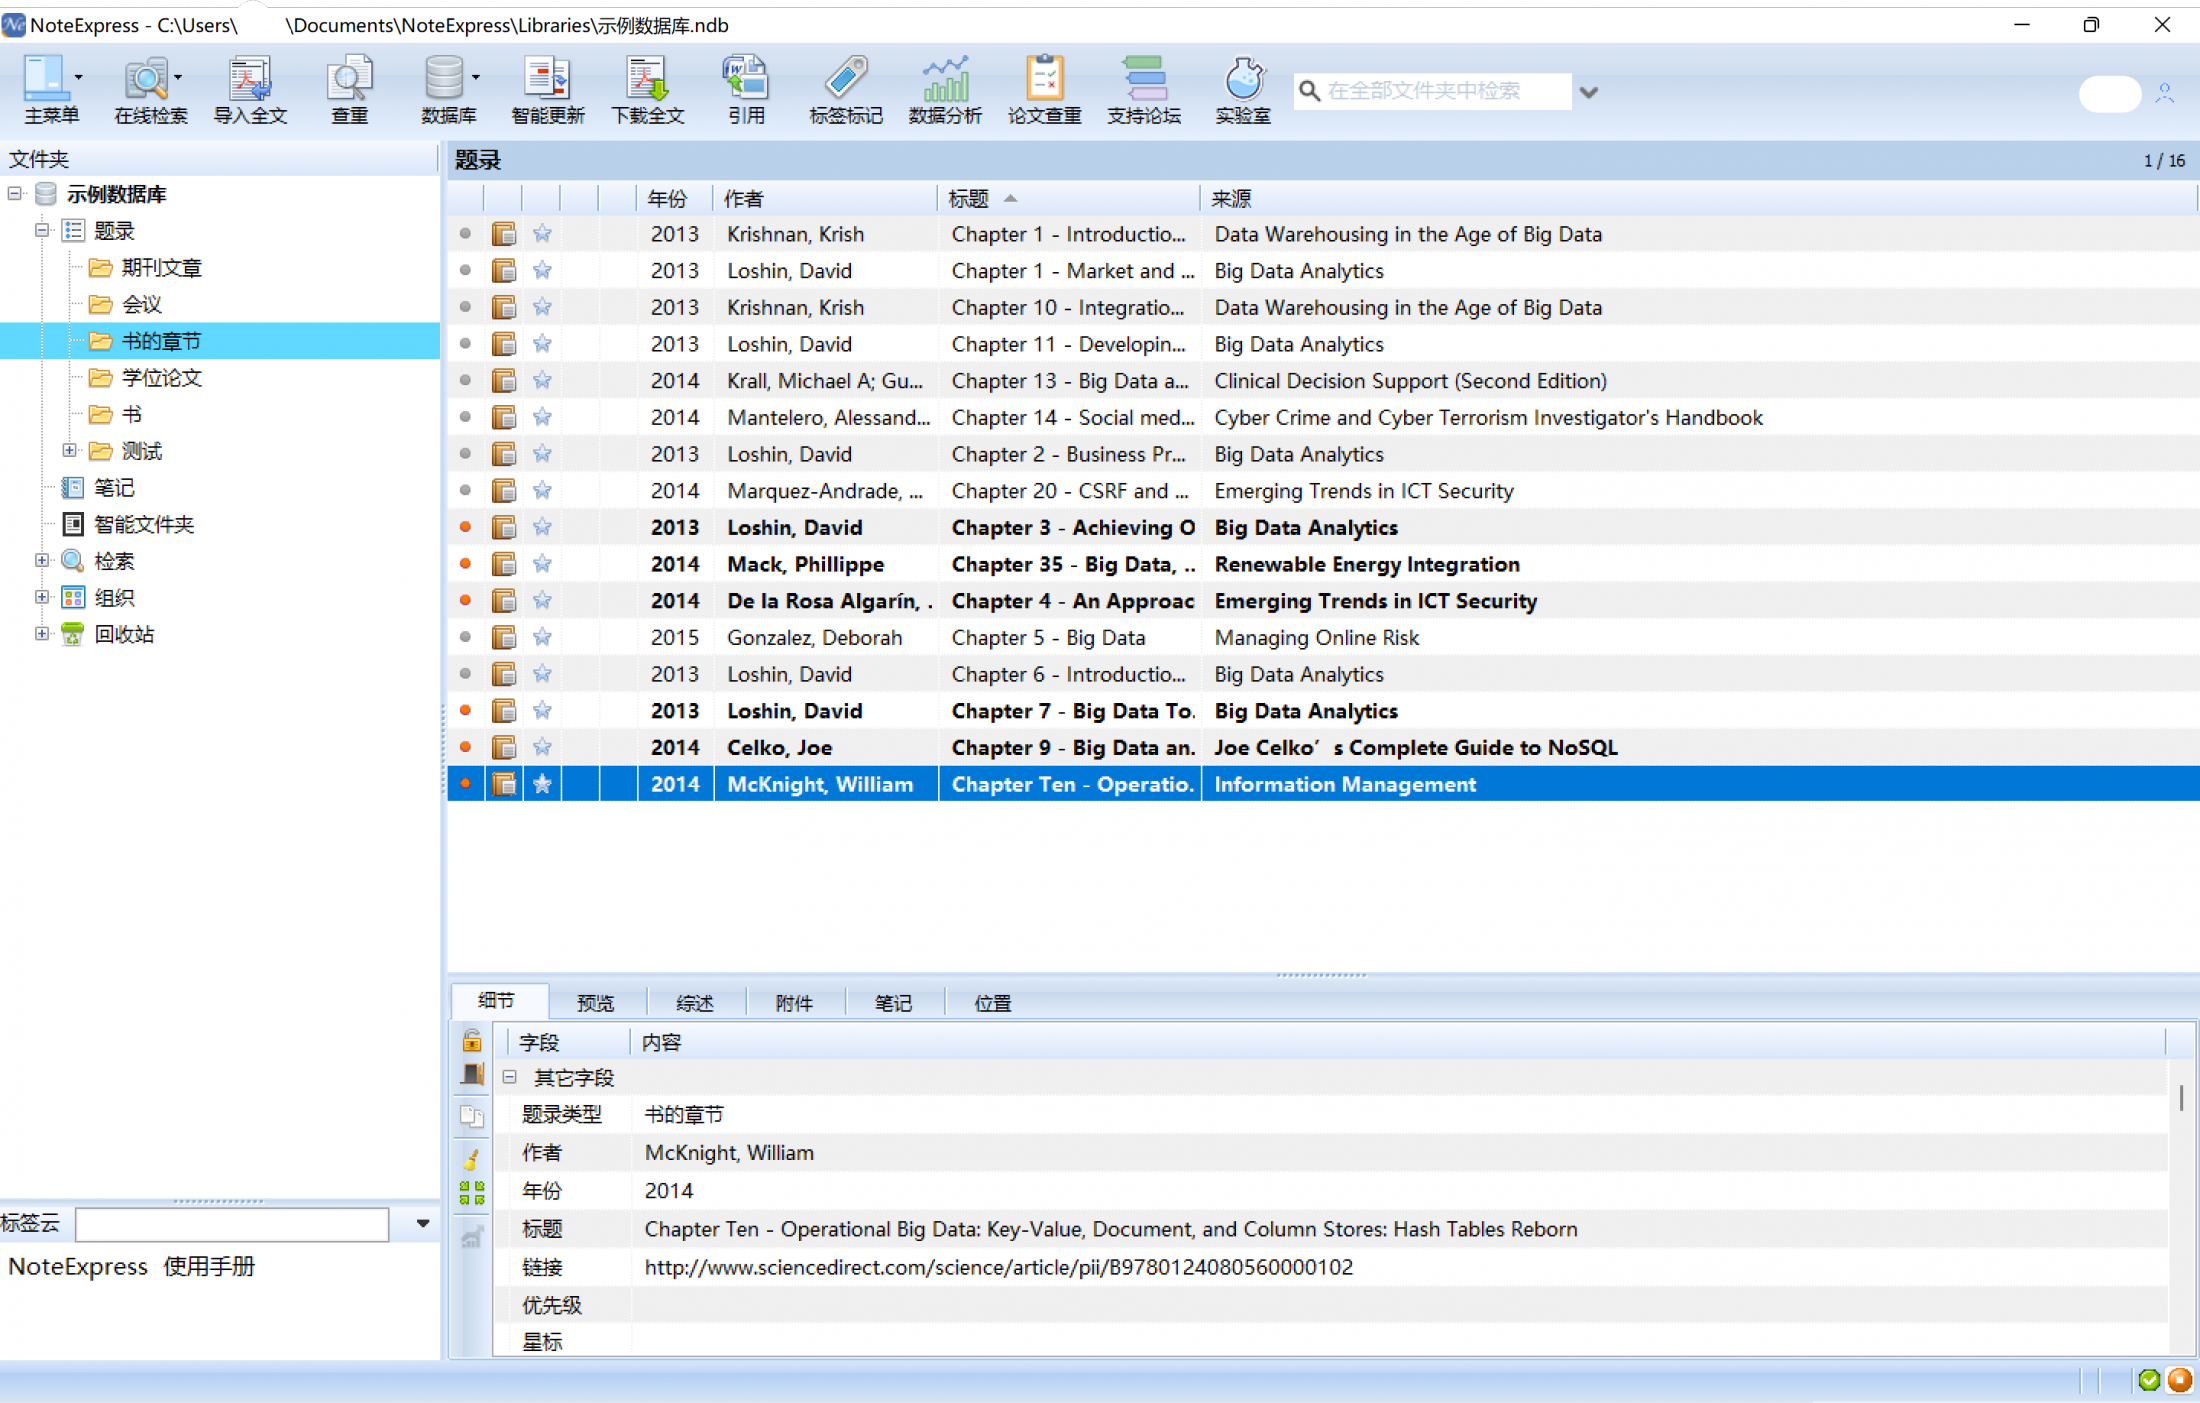 NoteExpress - C:\Users\ \Documents\NoteExpress\Libraries\示例数据库.ndb
主菜单 在线检索 导入全文 查重 数据库 智能更新 下载全文 引用 标签标记 数据分析 论文查重 支持论坛 实验室 在全部文件夹中检索
文件夹
示例数据库
题录
期刊文章
会议
书的章节
学位论文
书
测试
笔记
智能文件夹
检索
组织
回收站
标签云
NoteExpress 使用手册
题录 1 / 16
年份 作者 标题 来源
2013 Krishnan, Krish Chapter 1 - Introductio... Data Warehousing in the Age of Big Data
2013 Loshin, David Chapter 1 - Market and ... Big Data Analytics
2013 Krishnan, Krish Chapter 10 - Integratio... Data Warehousing in the Age of Big Data
2013 Loshin, David Chapter 11 - Developin... Big Data Analytics
2014 Krall, Michael A; Gu... Chapter 13 - Big Data a... Clinical Decision Support (Second Edition)
2014 Mantelero, Alessand... Chapter 14 - Social med... Cyber Crime and Cyber Terrorism Investigator's Handbook
2013 Loshin, David Chapter 2 - Business Pr... Big Data Analytics
2014 Marquez-Andrade, ... Chapter 20 - CSRF and ... Emerging Trends in ICT Security
2013 Loshin, David Chapter 3 - Achieving O Big Data Analytics
2014 Mack, Phillippe Chapter 35 - Big Data, .. Renewable Energy Integration
2014 De la Rosa Algarín, . Chapter 4 - An Approac Emerging Trends in ICT Security
2015 Gonzalez, Deborah Chapter 5 - Big Data Managing Online Risk
2013 Loshin, David Chapter 6 - Introductio... Big Data Analytics
2013 Loshin, David Chapter 7 - Big Data To. Big Data Analytics
2014 Celko, Joe Chapter 9 - Big Data an. Joe Celko’s Complete Guide to NoSQL
2014 McKnight, William Chapter Ten - Operatio. Information Management
细节 预览 综述 附件 笔记 位置
字段 内容
其它字段
题录类型 书的章节
作者 McKnight, William
年份 2014
标题 Chapter Ten - Operational Big Data: Key-Value, Document, and Column Stores: Hash Tables Reborn
链接 http://www.sciencedirect.com/science/article/pii/B9780124080560000102
优先级
星标